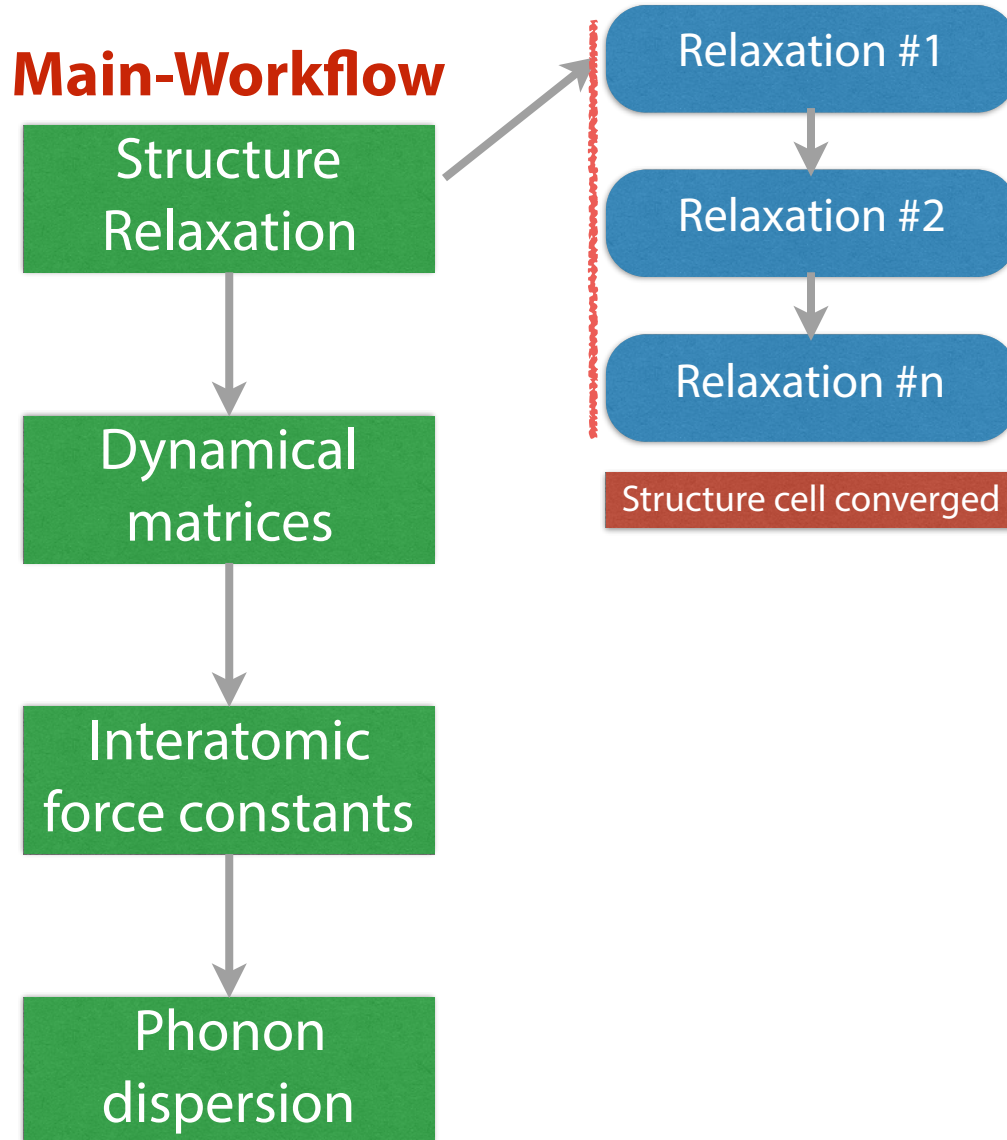 Main-Workflow
Structure
Relaxation
Dynamical
matrices
Interatomic
force constants
Phonon
dispersion
Relaxation #1
Relaxation #2
Relaxation #n
Structure cell converged